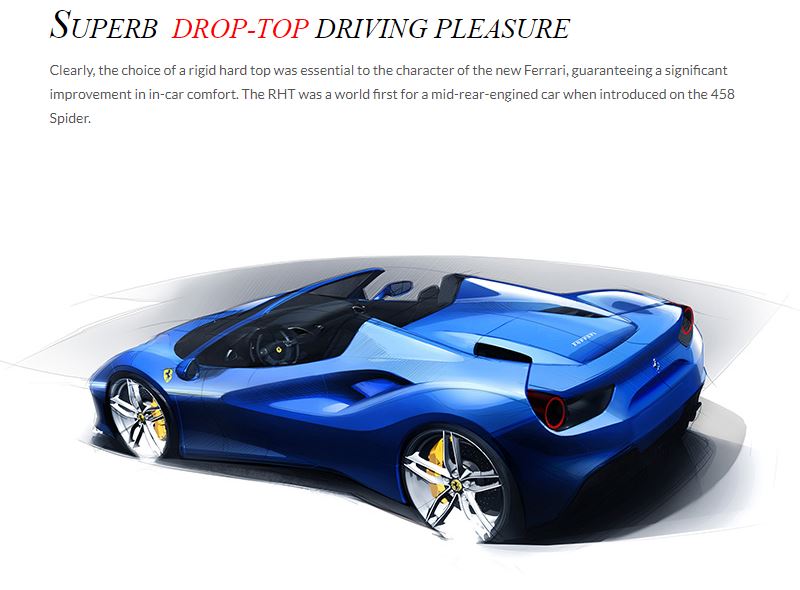 SUPERB DROP-TOP DRIVING PLEASURE
Clearly, the choice of a rigid hard top was essential to the character of the new Ferrari, guaranteeing a significant
improvement in in-car comfort. The RHT was a world first for a mid-rear-engined car when introduced on the 458
Spider.
Ferrari